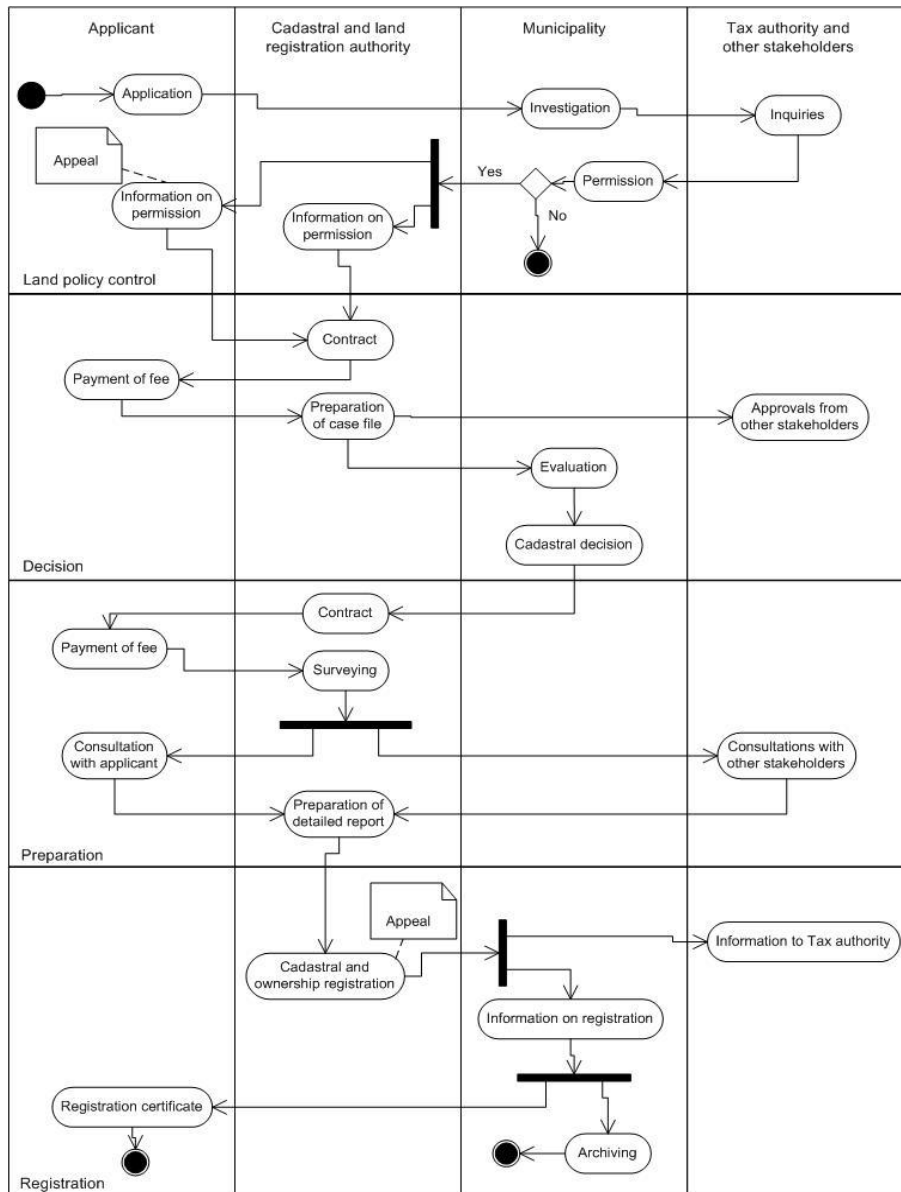 Applicant
Cadastral and land
registration authority
Municipality
Tax authority and
other stakeholders
Application
Investigation
Inquiries
Appeal
Information on
permission
Information on
permission
Yes
Permission
No
Land policy control
Contract
Payment of fee
Preparation
of case file
Approvals from
other stakeholders
Evaluation
Cadastral decision
Decision
Contract
Payment of fee
Surveying
Consultation
with applicant
Consultations with
other stakeholders
Preparation of
detailed report
Preparation
Appeal
Cadastral and
ownership registration
Information to Tax authority
Information on registration
Registration certificate
Archiving
Registration